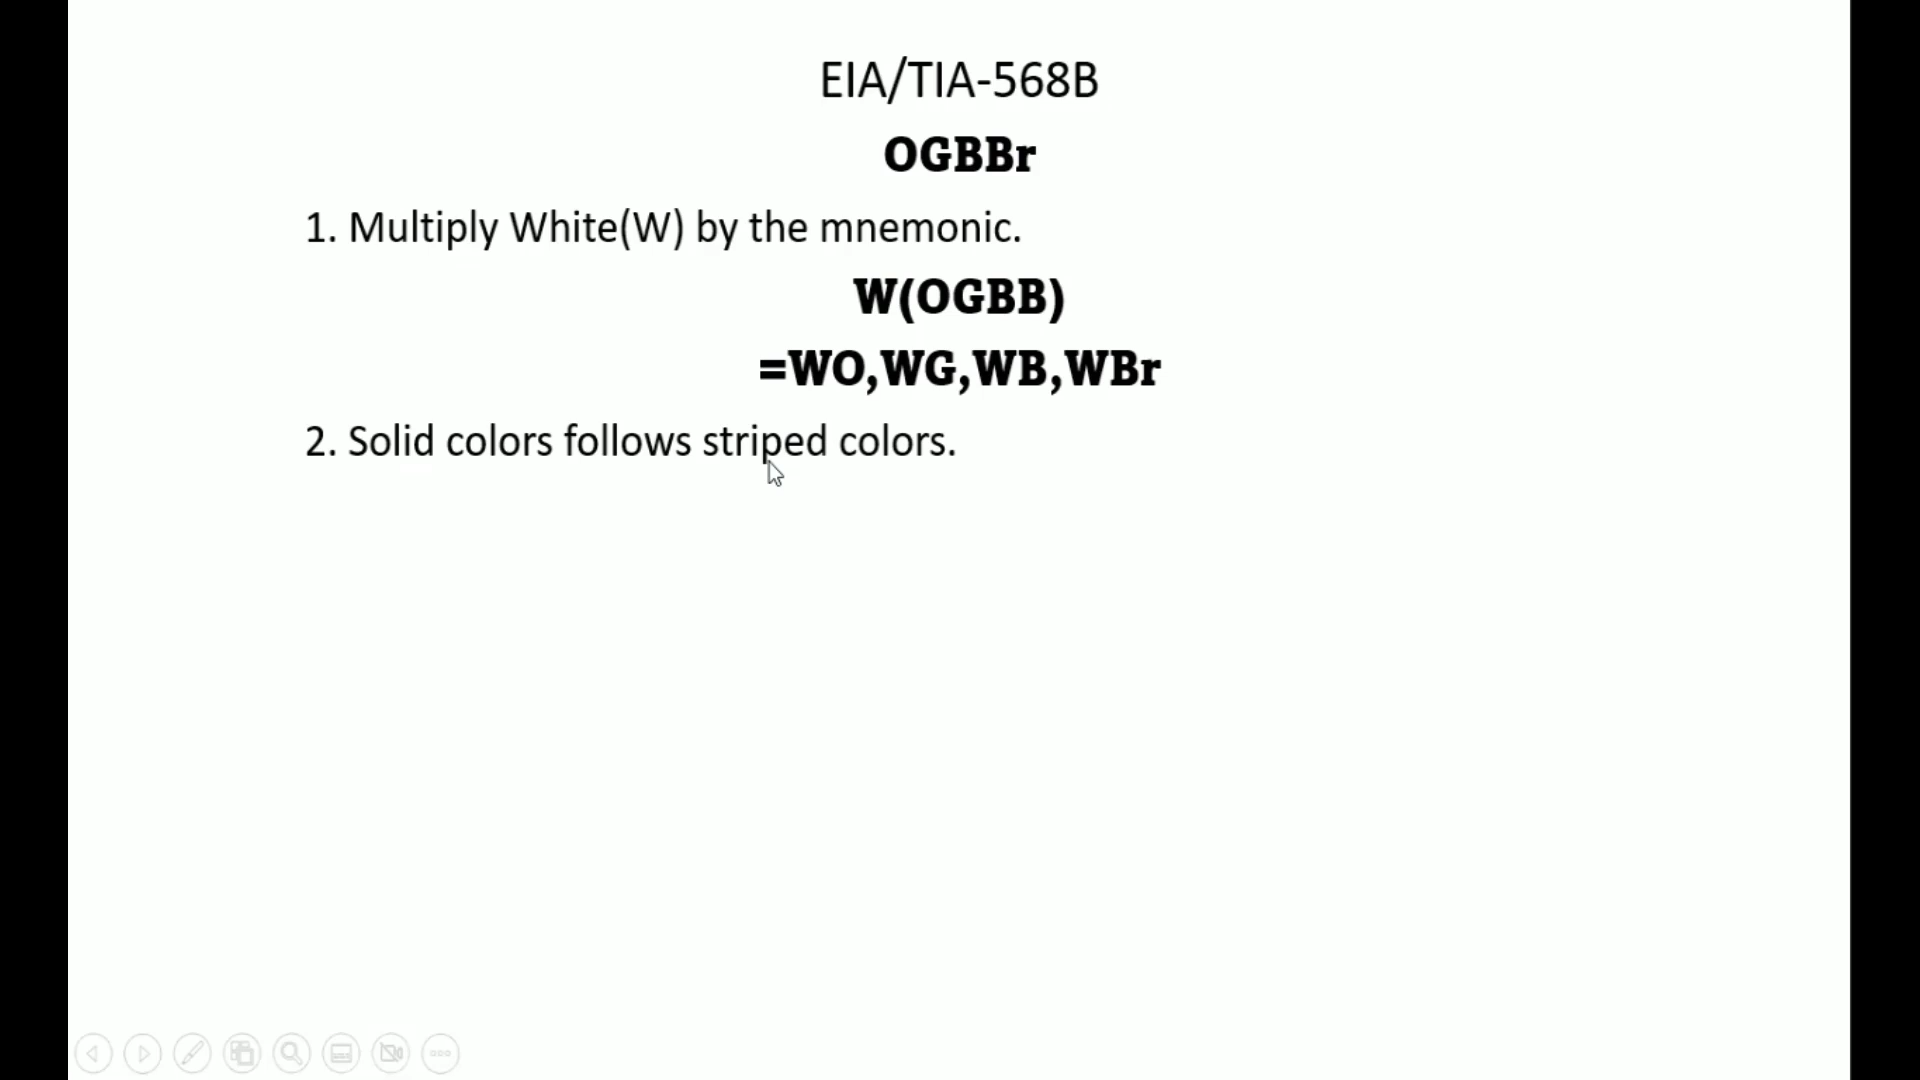 EIA/TIA-568B
OGBBr
1. Multiply White(W) by the mnemonic.
W(OGBB)
=WO,WG,WB,WBr
2. Solid colors follows striped colors.